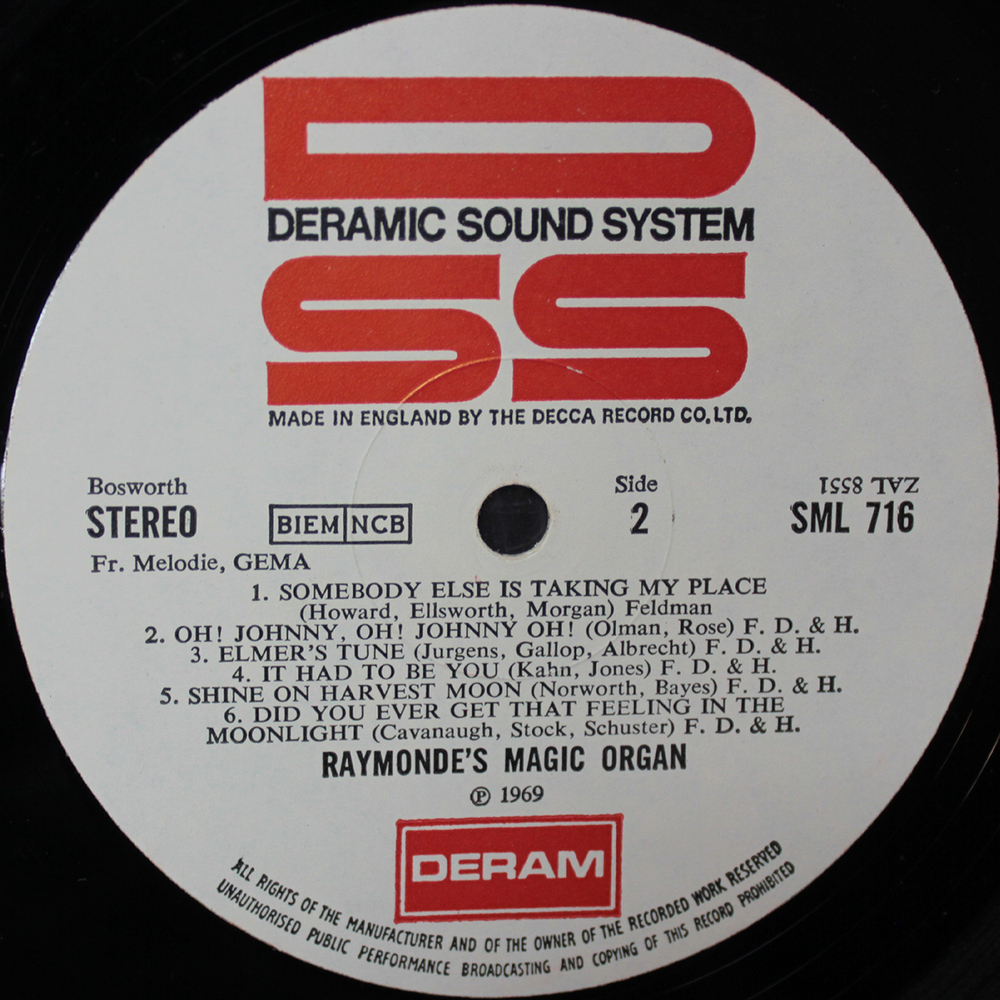 D
DERAMIC SOUND SYSTEM
SS
MADE IN ENGLAND BY THE DECCA RECORD CO. LTD.
Bosworth
STEREO
BIEM NCB
Side
2
ZAL 8551
SML 716
Fr. Melodie, GEMA
1. SOMEBODY ELSE IS TAKING MY PLACE
(Howard, Ellsworth, Morgan) Feldman
2. OH! JOHNNY, OH! JOHNNY OH! (Olman, Rose) F. D. & H.
3. ELMER'S TUNE (Jurgens, Gallop, Albrecht) F. D. & H.
4. IT HAD TO BE YOU (Kahn, Jones) F. D. & H.
5. SHINE ON HARVEST MOON (Norworth, Bayes) F. D. & H.
6. DID YOU EVER GET THAT FEELING IN THE
MOONLIGHT (Cavanaugh, Stock, Schuster) F. D. & H.
RAYMONDE'S MAGIC ORGAN
℗ 1969
DERAM
ALL RIGHTS OF THE MANUFACTURER AND OF THE OWNER OF THE RECORDED WORK RESERVED
UNAUTHORISED PUBLIC PERFORMANCE BROADCASTING AND COPYING OF THIS RECORD PROHIBITED